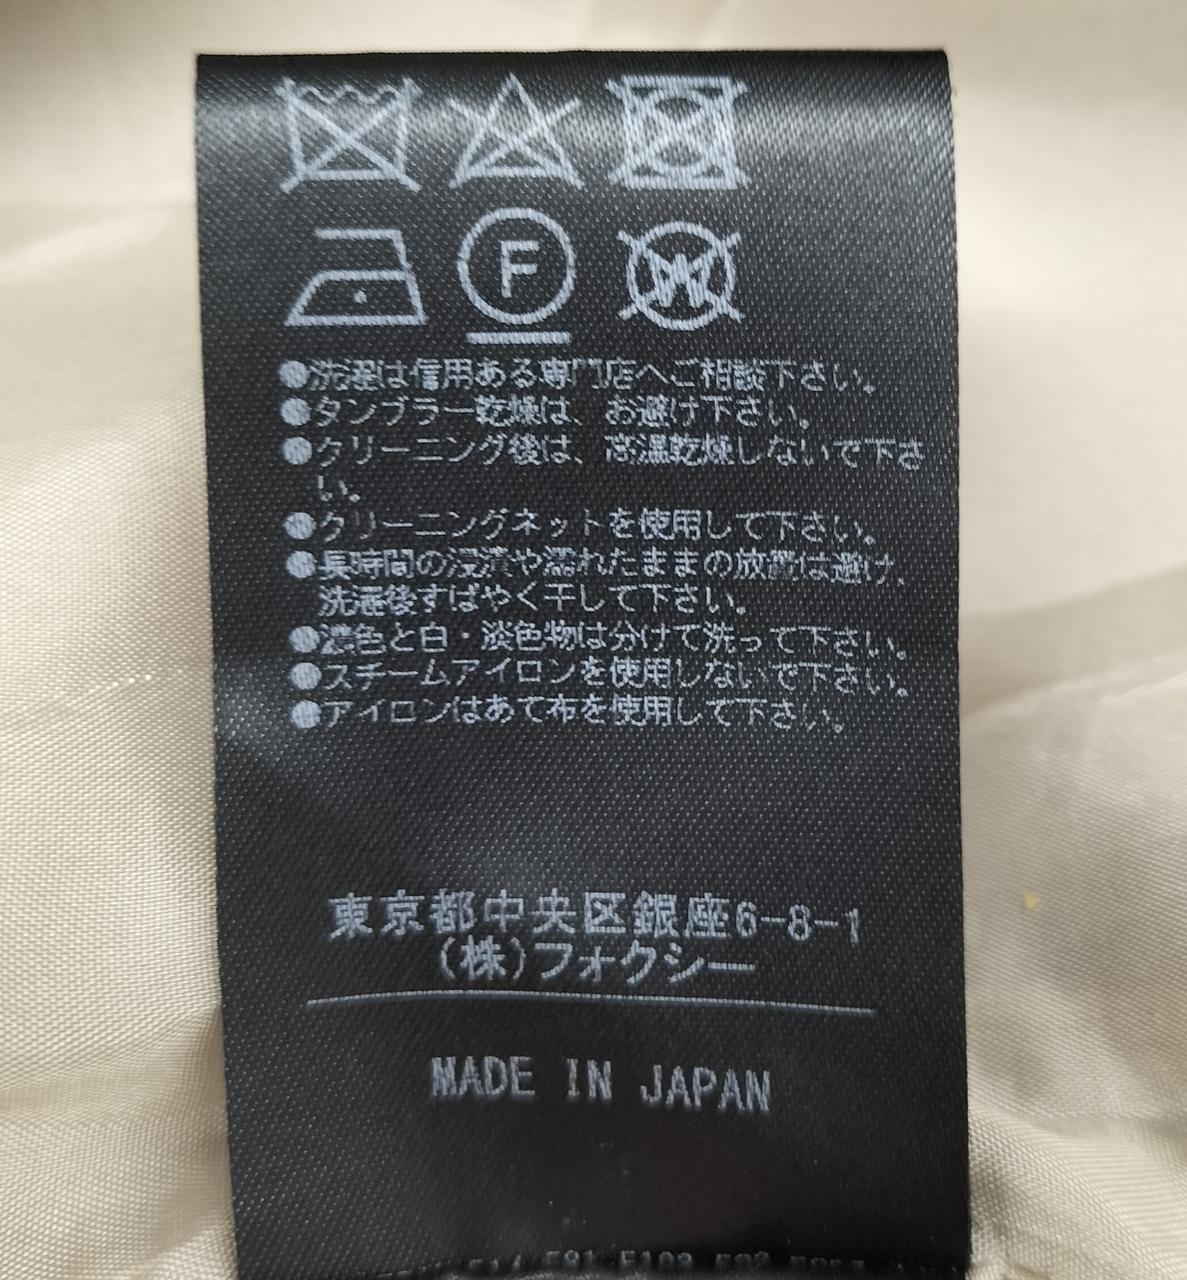 F
W
●洗濯は信用ある専門店へご相談下さい。
●タンブラー乾燥は、お避け下さい。
●クリーニング後は、高温乾燥しないで下さ
い。
●クリーニングネットを使用して下さい。
●長時間の浸漬や濡れたままの放置は避け、
洗濯後すばやく干して下さい。
●濃色と白・淡色物は分けて洗って下さい。
●スチームアイロンを使用しないで下さい。
●アイロンはあて布を使用して下さい。
東京都中央区銀座6-8-1
(株)フォクシー
MADE IN JAPAN